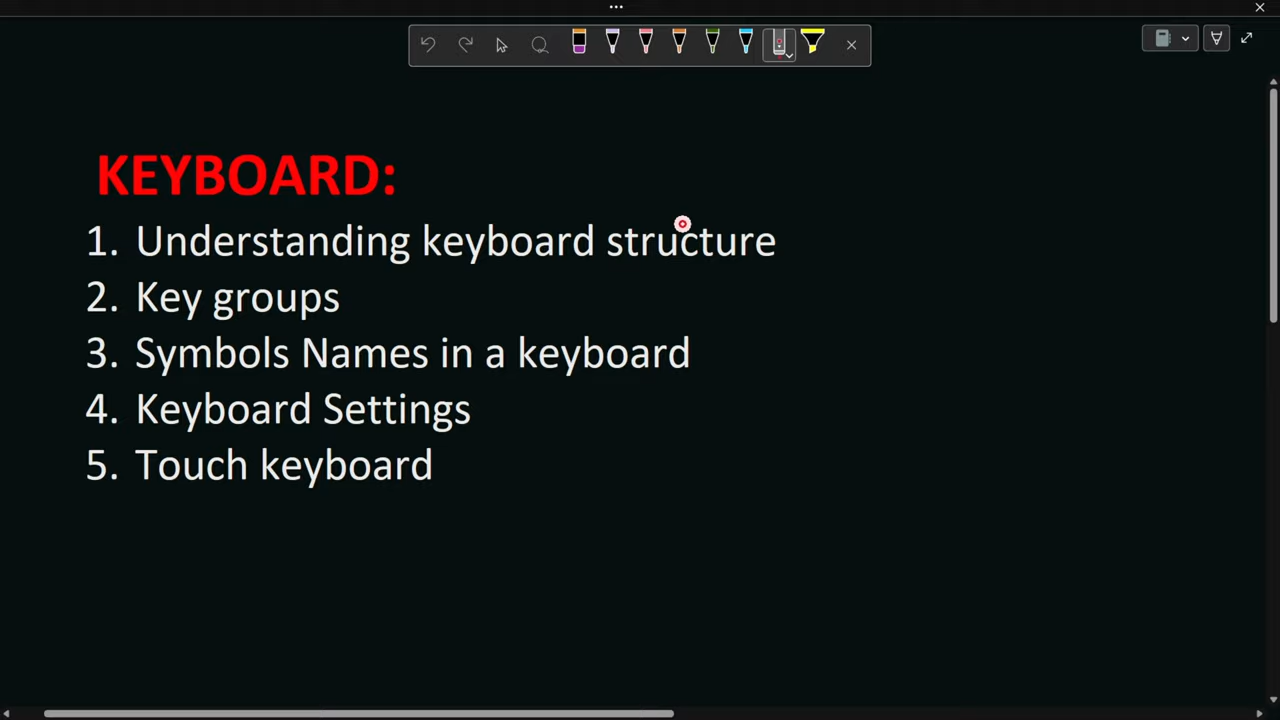 KEYBOARD:
1. Understanding keyboard structure
2. Key groups
3. Symbols Names in a keyboard
4. Keyboard Settings
5. Touch keyboard